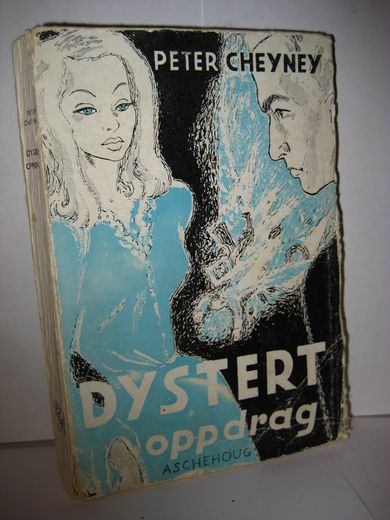 PETER CHEYNEY
DYSTERT
oppdrag
ASCHEHOUG